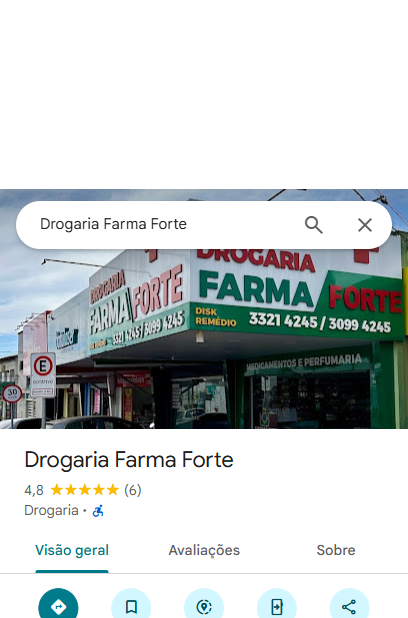 Drogaria Farma Forte
DROGARIA
FARMA FORTE
DISK
REMÉDIO
3321 4245 / 3099 4245
DROGARIA
FARMA FORTE
3321 4245 / 3099 4245
MEDICAMENTOS E PERFUMARIA
E
30
Drogaria Farma Forte
4,8 ★★★★★ (6)
Drogaria ·
Visão geral
Avaliações
Sobre